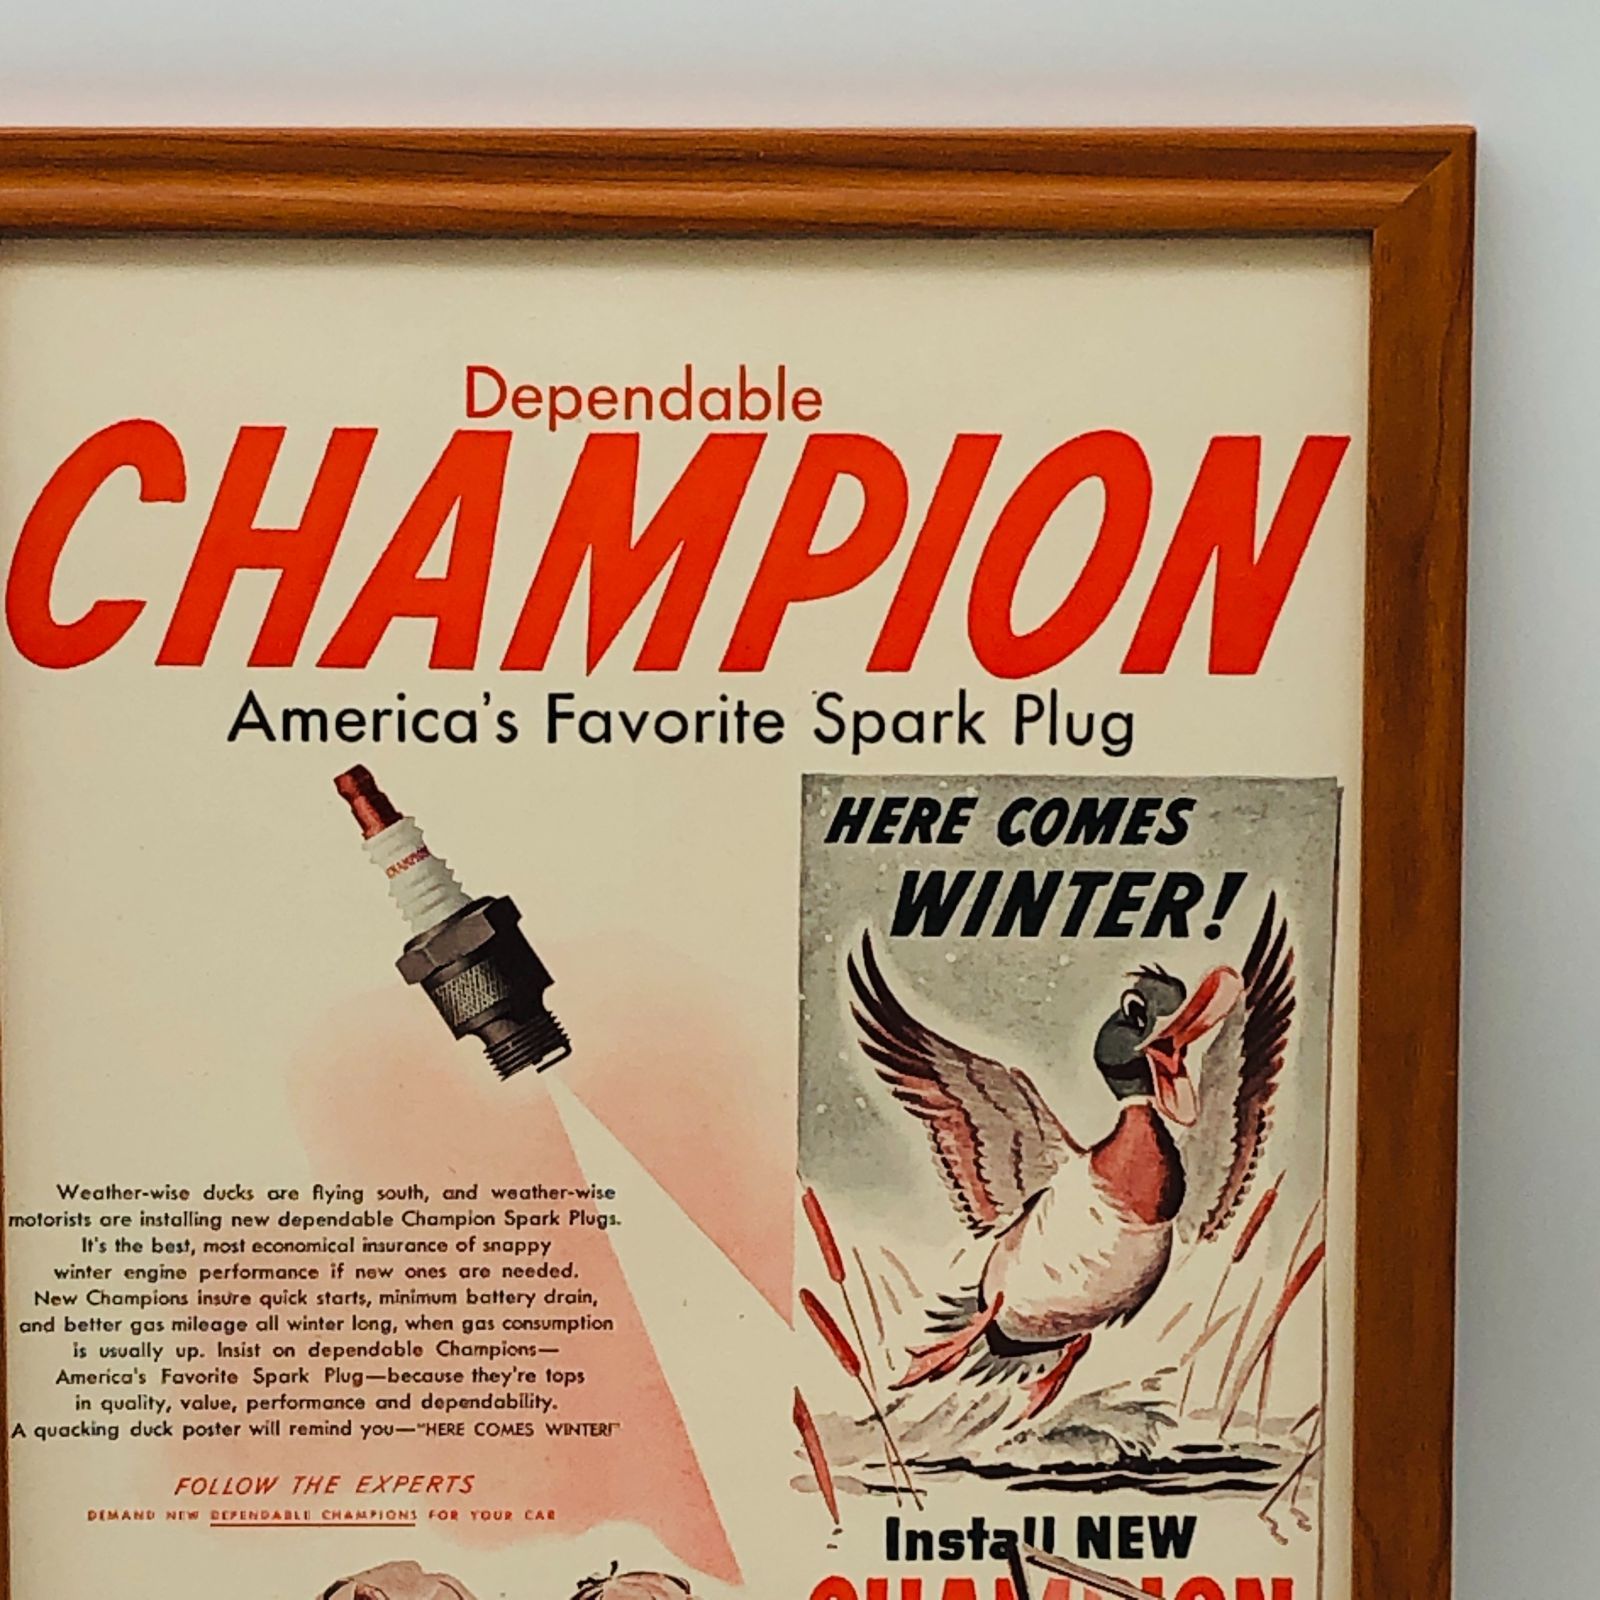 Dependable
CHAMPION
America's Favorite Spark Plug
CHAMPION
HERE COMES
WINTER!
Weather-wise ducks are flying south, and weather-wise
motorists are installing new dependable Champion Spark Plugs.
It's the best, most economical insurance of snappy
winter engine performance if new ones are needed.
New Champions insure quick starts, minimum battery drain,
and better gas mileage all winter long, when gas consumption
is usually up. Insist on dependable Champions—
America's Favorite Spark Plug—because they're tops
in quality, value, performance and dependability.
A quacking duck poster will remind you—"HERE COMES WINTER!"
FOLLOW THE EXPERTS
DEMAND NEW DEPENDABLE CHAMPIONS FOR YOUR CAR
Install NEW
CHAMPION